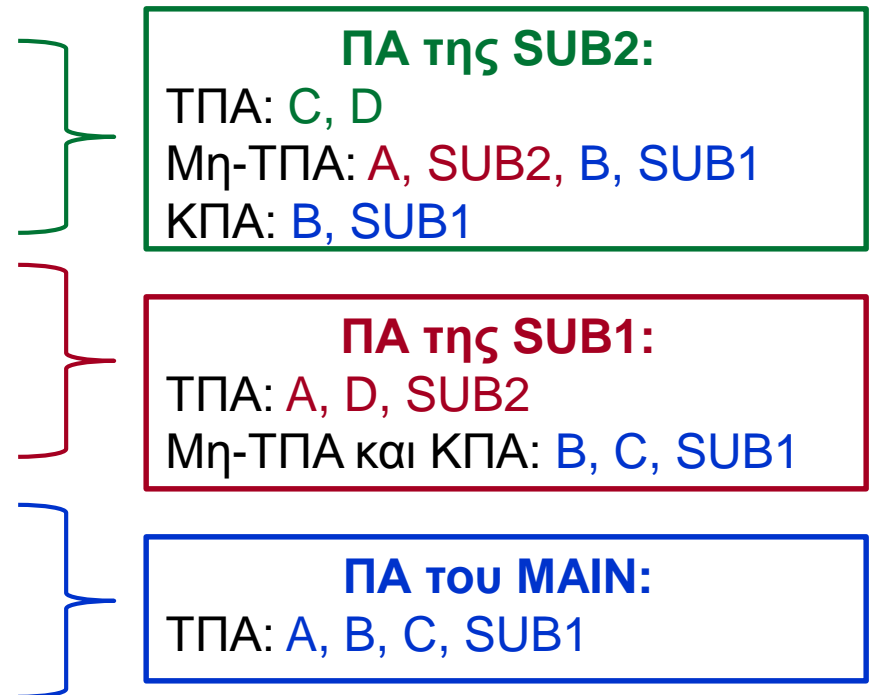 ΠΑ της SUB2:
ΤΠΑ: C, D
Μη-ΤΠΑ: A, SUB2, B, SUB1
ΚΠΑ: B, SUB1
ΠΑ της SUB1:
ΤΠΑ: A, D, SUB2
Μη-ΤΠΑ και ΚΠΑ: B, C, SUB1
ΠΑ του MAIN:
ΤΠΑ: A, B, C, SUB1